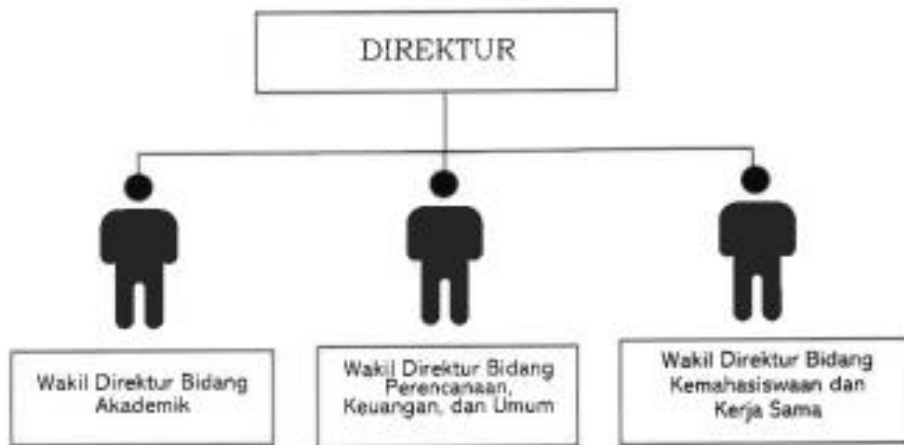 DIREKTUR
Wakil Direktur Bidang
Akademik
Wakil Direktur Bidang
Perencanaan,
Keuangan, dan Umum
Wakil Direktur Bidang
Kemahasiswaan dan
Kerja Sama